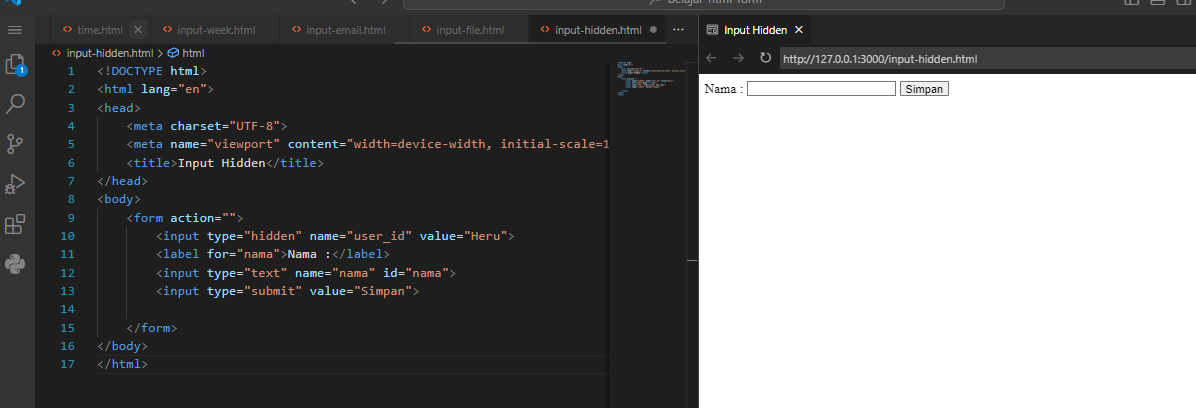 Belajar html form
time.html input-week.html input-email.html input-file.html input-hidden.html
input-hidden.html > html
1 <!DOCTYPE html>
2 <html lang="en">
3 <head>
4 <meta charset="UTF-8">
5 <meta name="viewport" content="width=device-width, initial-scale=1
6 <title>Input Hidden</title>
7 </head>
8 <body>
9 <form action="">
10 <input type="hidden" name="user_id" value="Heru">
11 <label for="nama">Nama :</label>
12 <input type="text" name="nama" id="nama">
13 <input type="submit" value="Simpan">
14
15 </form>
16 </body>
17 </html>
1
Input Hidden
http://127.0.0.1:3000/input-hidden.html
Nama : Simpan